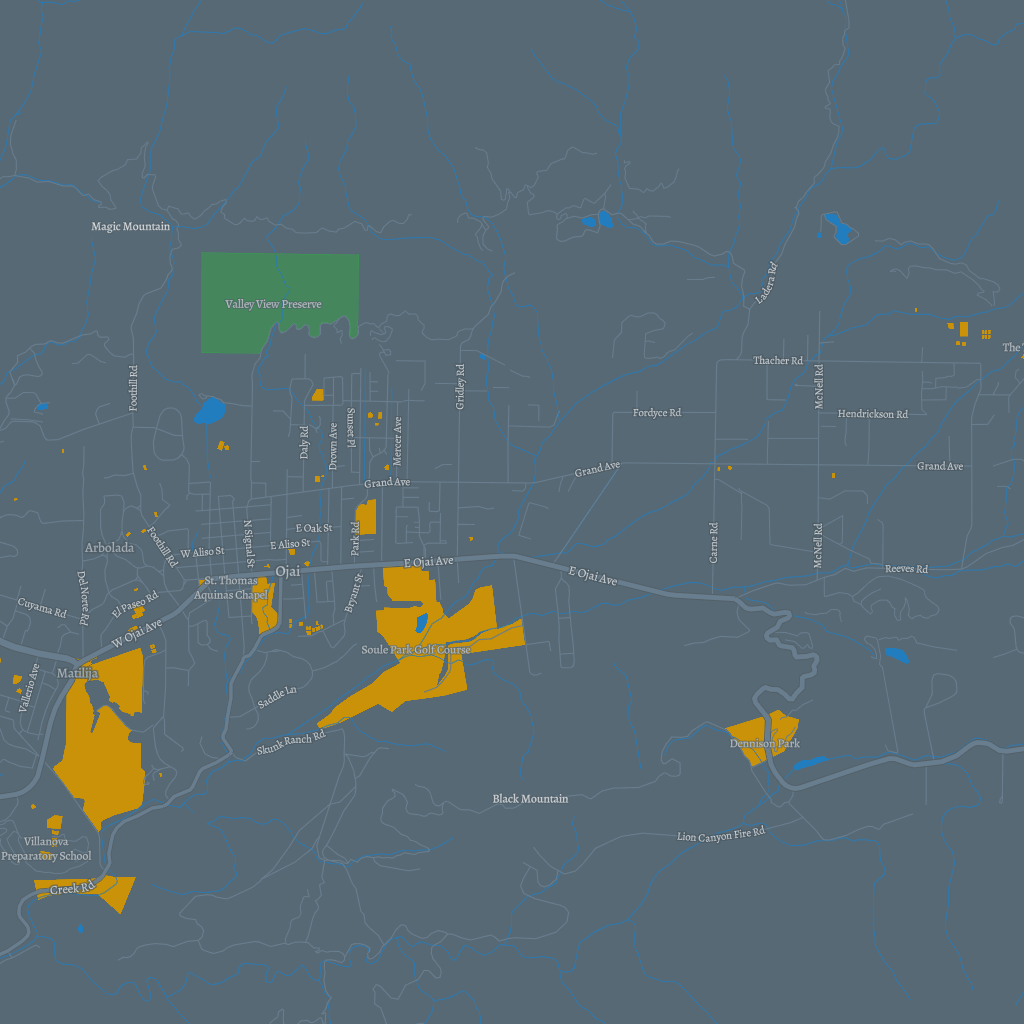 Magic Mountain
Ladera Rd
Valley View Preserve
Thacher Rd
Foothill Rd
Gridley Rd
McNell Rd
Fordyce Rd
Hendrickson Rd
Daly Rd
Drown Ave
Sunset Pl
Mercer Ave
Grand Ave
Grand Ave
Grand Ave
E Oak St
Park Rd
N Signal St
Foothill Rd
Arbolada
W Aliso St
E Aliso St
Carne Rd
McNell Rd
E Ojai Ave
Ojai
E Ojai Ave
Reeves Rd
St. Thomas
Aquinas Chapel
Bryant St
Del Norte Rd
Cuyama Rd
El Paseo Rd
W Ojai Ave
Soule Park Golf Course
Matilija
Vallerio Ave
Saddle Ln
Skunk Ranch Rd
Dennison Park
Black Mountain
Lion Canyon Fire Rd
Villanova
Preparatory School
Creek Rd